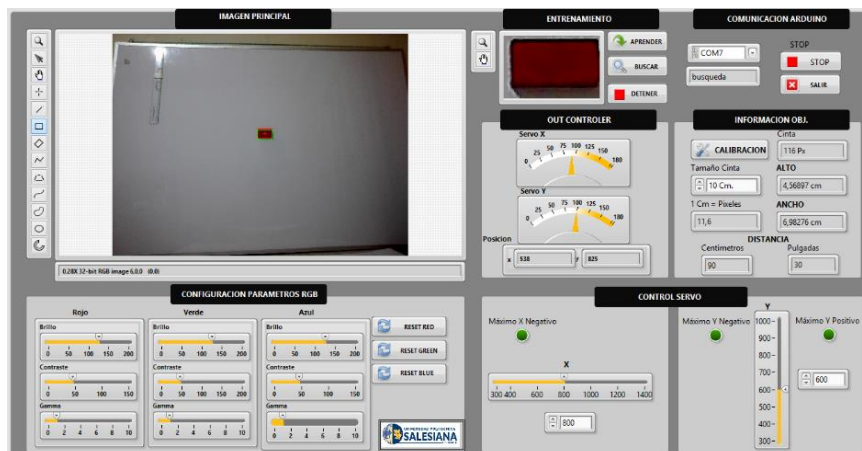 IMAGEN PRINCIPAL
0.28X 32-bit RGB image 6,0,0 (0,0)
ENTRENAMIENTO
APRENDER
BUSCAR
DETENER
COMUNICACION ARDUINO
COM7
busqueda
STOP
STOP
SALIR
OUT CONTROLER
Servo X
0 25 50 75 100 125 150 180
Servo Y
0 25 50 75 100 125 150 180
Posicion
x 538 Y 825
INFORMACION OBJ.
CALIBRACION
Cinta
116 Px
Tamaño Cinta
10 Cm.
ALTO
4,56897 cm
1 Cm = Pixeles
11,6
ANCHO
6,98276 cm
DISTANCIA
Centimetros Pulgadas
90 30
CONFIGURACION PARAMETROS RGB
Rojo Verde Azul
Brillo Brillo Brillo
0 50 100 150 200 0 50 100 150 200 0 50 100 150 200
Contraste Contraste Contraste
0 50 100 150 0 50 100 150 200 0 50 100 150
Gamma Gamma Gamma
0 2 4 6 8 10 0 2 4 6 8 10 0 2 4 6 8 10
RESET RED
RESET GREEN
RESET BLUE
SALESIANA
CONTROL SERVO
Máximo X Negativo
X
300 400 600 800 1000 1200 1400
800
Máximo Y Negativo
Y
1000
900
800
700
600
500
400
300
Máximo Y Positivo
600